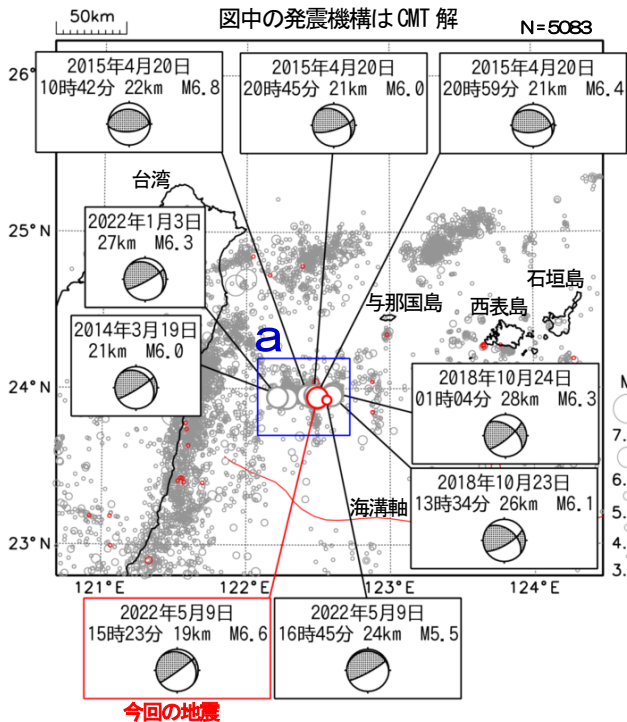 50km
図中の発震機構は CMT 解
N=5083
26°
2015年4月20日
10時42分 22km M6.8
2015年4月20日
20時45分 21km M6.0
2015年4月20日
20時59分 21km M6.4
台湾
25°N
2022年1月3日
27km M6.3
与那国島
西表島
石垣島
2014年3月19日
21km M6.0
a
24°N
2018年10月24日
01時04分 28km M6.3
M
7.
6.
5.
4.
3.
2018年10月23日
13時34分 26km M6.1
海溝軸
23°N
121°E
122°E
123°E
124°E
2022年5月9日
15時23分 19km M6.6
今回の地震
2022年5月9日
16時45分 24km M5.5